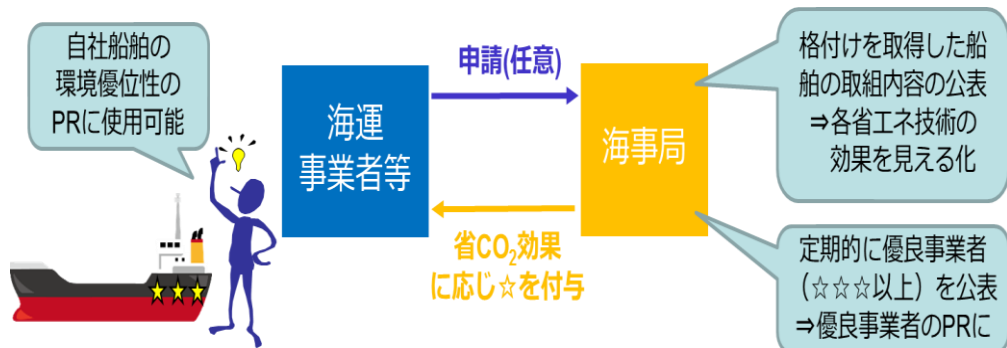 自社船舶の
環境優位性の
PRに使用可能
海運
事業者等
申請(任意)
省CO₂効果
に応じ☆を付与
海事局
格付けを取得した船
舶の取組内容の公表
⇒各省エネ技術の
効果を見える化
定期的に優良事業者
(☆☆☆以上)を公表
⇒優良事業者のPRに